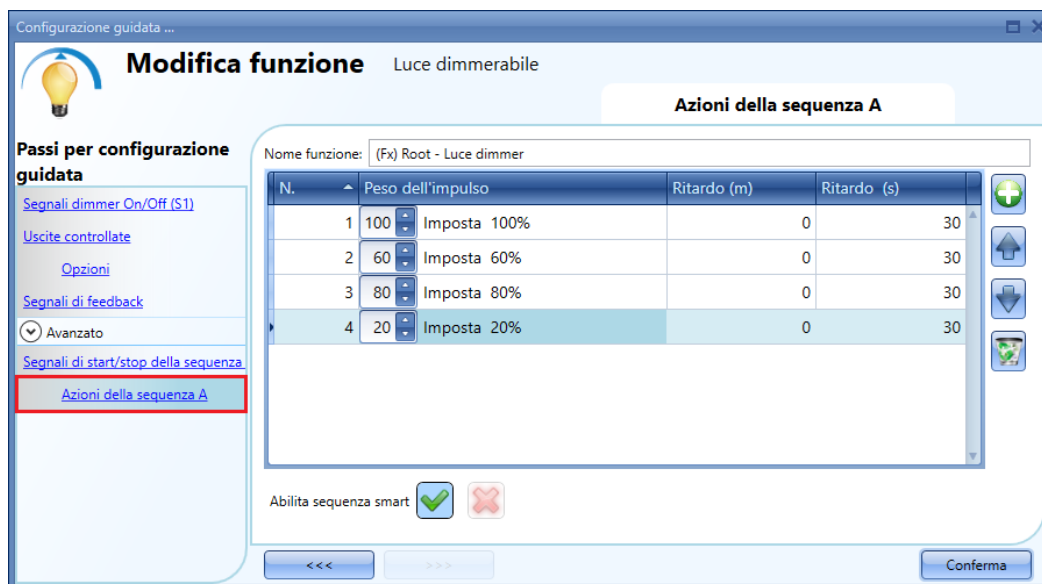 Configurazione guidata ...
Modifica funzione Luce dimmerabile
Azioni della sequenza A
Passi per configurazione guidata
Segnali dimmer On/Off (S1)
Uscite controllate
Opzioni
Segnali di feedback
Avanzato
Segnali di start/stop della sequenza
Azioni della sequenza A
Nome funzione: (Fx) Root - Luce dimmer
N. Peso dell'impulso Ritardo (m) Ritardo (s)
1 100 Imposta 100% 0 30
2 60 Imposta 60% 0 30
3 80 Imposta 80% 0 30
4 20 Imposta 20% 0 30
Abilita sequenza smart
<<< >>> Conferma